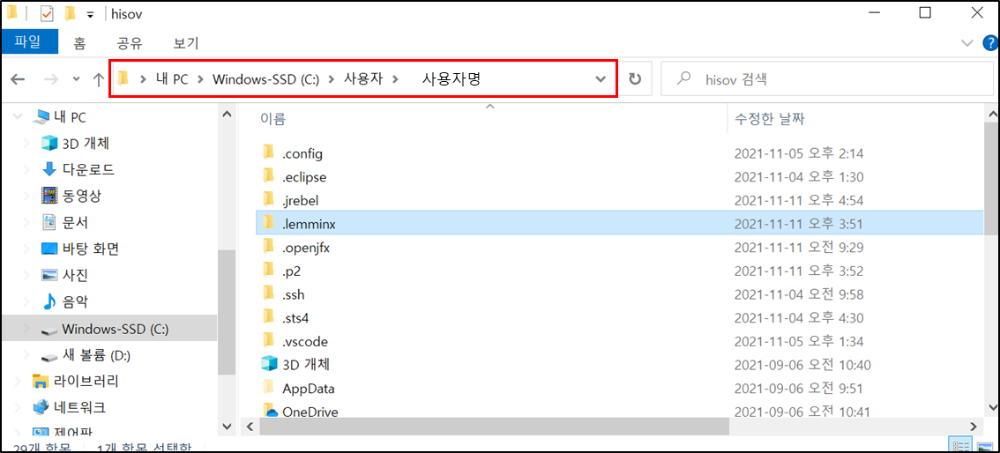 hisov
파일 홈 공유 보기
내 PC Windows-SSD (C:) 사용자 사용자명
hisov 검색
내 PC
3D 개체
다운로드
동영상
문서
바탕 화면
사진
음악
Windows-SSD (C:)
새 볼륨 (D:)
라이브러리
네트워크
제어판
이름 수정한 날짜
.config 2021-11-05 오후 2:14
.eclipse 2021-11-04 오후 1:30
.jrebel 2021-11-11 오후 4:54
.lemminx 2021-11-11 오후 3:51
.openjfx 2021-11-11 오전 9:29
.p2 2021-11-11 오후 3:52
.ssh 2021-11-04 오전 9:58
.sts4 2021-11-04 오후 4:30
.vscode 2021-11-05 오후 1:34
3D 개체 2021-09-06 오전 10:40
AppData 2021-09-06 오전 9:51
OneDrive 2021-09-06 오전 10:41
29개 항목 1개 항목 선택함